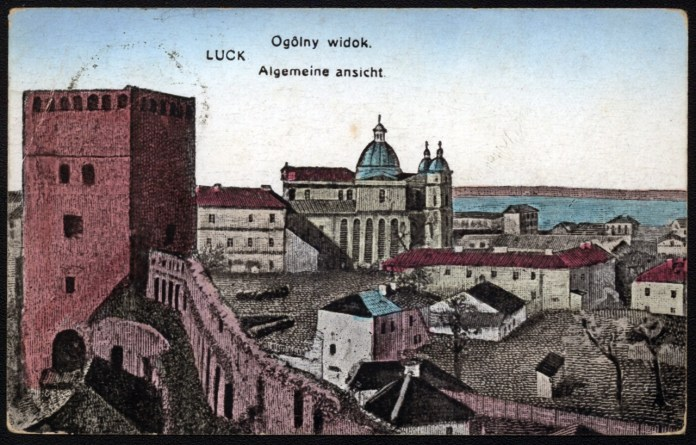 LUCK
Ogólny widok.
Algemeine ansicht.